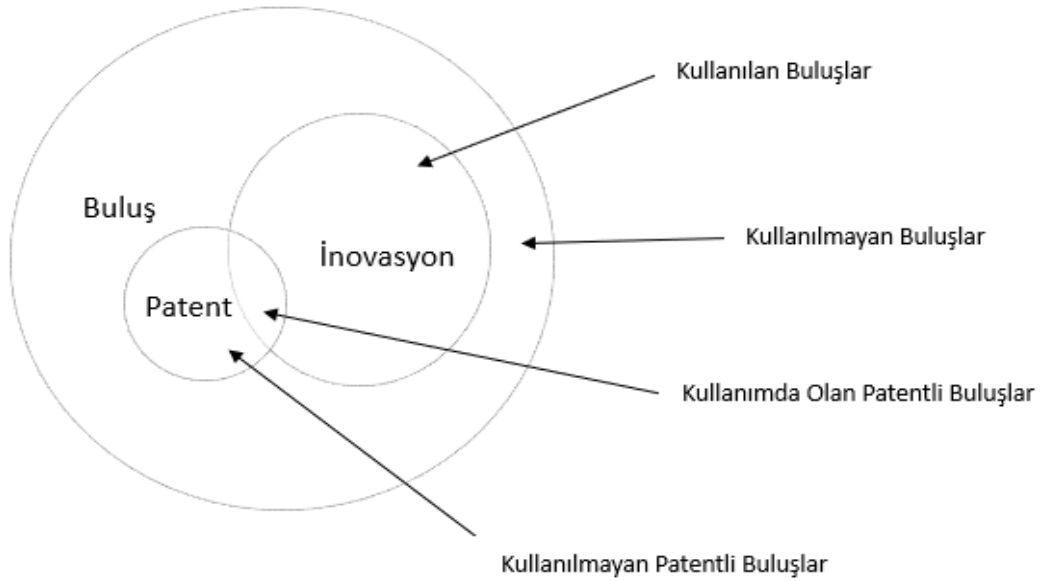 Kullanılan Buluşlar
Buluş
Kullanılmayan Buluşlar
İnovasyon
Patent
Kullanımda Olan Patentli Buluşlar
Kullanılmayan Patentli Buluşlar